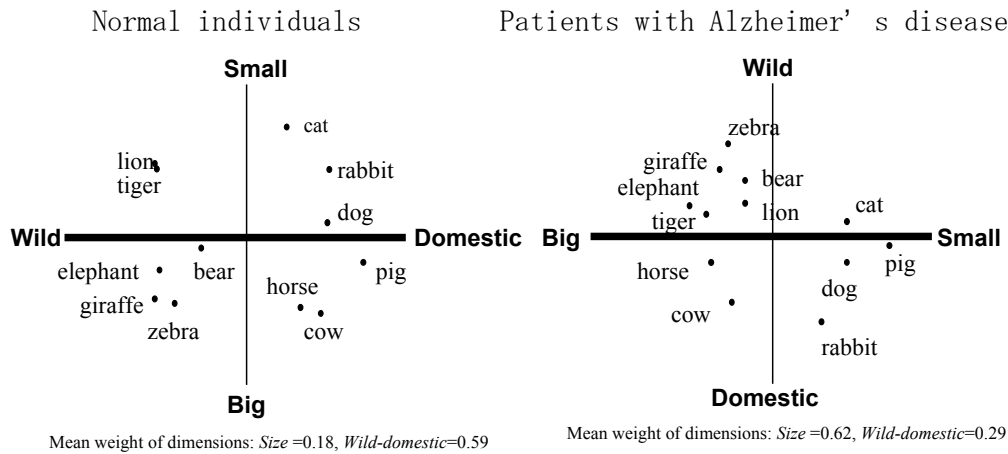 Normal individuals
Small
cat
lion
tiger
rabbit
dog
Wild
Domestic
elephant
bear
pig
giraffe
horse
zebra
cow
Big
Mean weight of dimensions: Size =0.18, Wild-domestic=0.59
Patients with Alzheimer' s disease
Wild
zebra
giraffe
bear
elephant
tiger
lion
cat
Big
Small
horse
pig
dog
cow
rabbit
Domestic
Mean weight of dimensions: Size =0.62, Wild-domestic=0.29